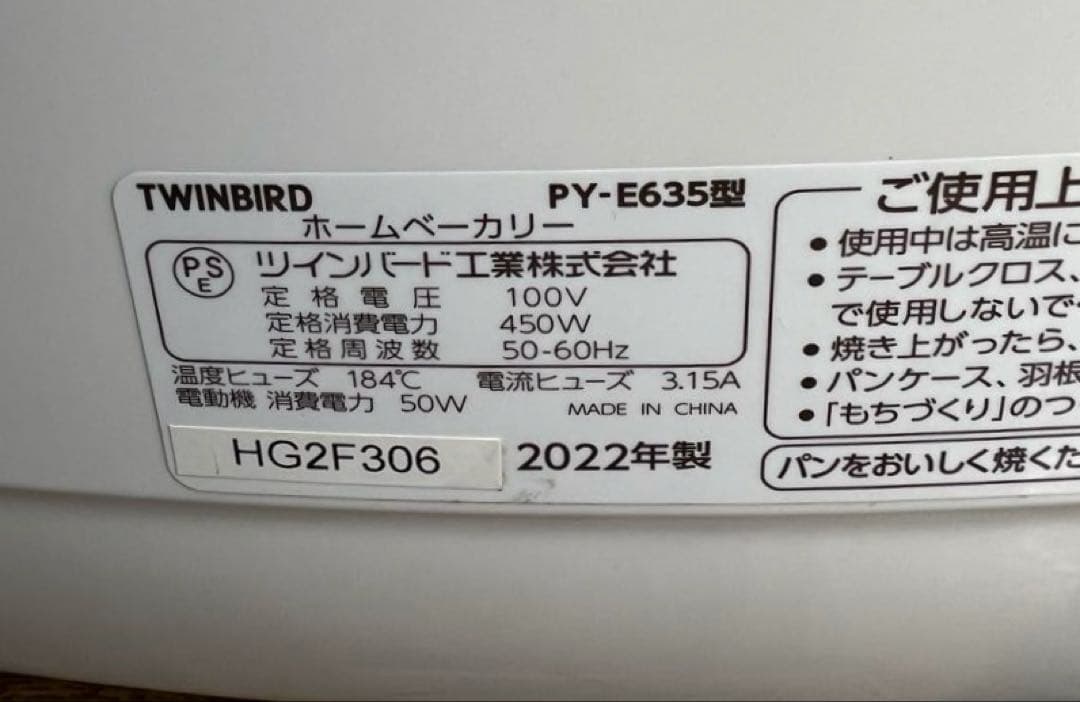 TWINBIRD PY-E635型
ホームベーカリー
PS
E
ツインバード工業株式会社
定格電圧 100V
定格消費電力 450W
定格周波数 50-60Hz
温度ヒューズ 184℃ 電流ヒューズ 3.15A
電動機 消費電力 50W MADE IN CHINA
HG2F306 2022年製
ご使用上
● 使用中は高温に
● テーブルクロス、
で使用しないで
● 焼き上がったら、
● パンケース、羽根
● 「もちづくり」のつ
パンをおいしく焼くた